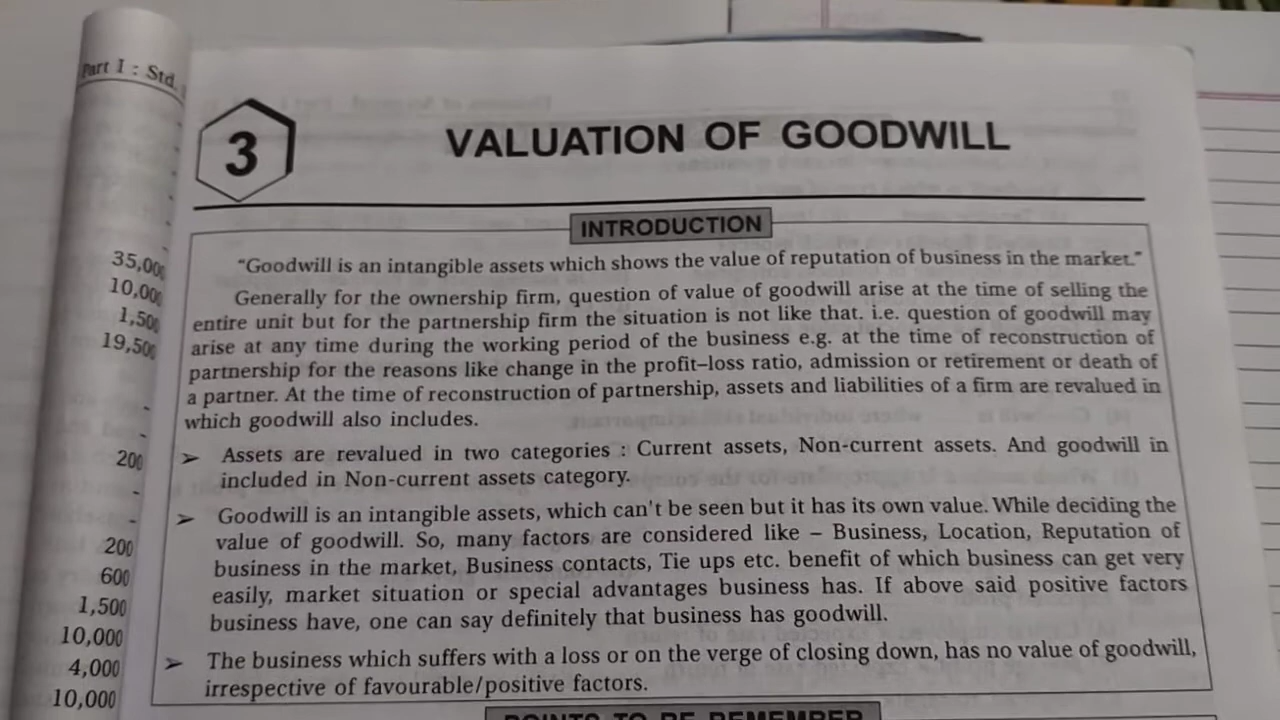 Part I : Std.
35,000
10,000
1,500
19,500
200
200
600
1,500
10,000
4,000
10,000
3
VALUATION OF GOODWILL
INTRODUCTION
"Goodwill is an intangible assets which shows the value of reputation of business in the market."
Generally for the ownership firm, question of value of goodwill arise at the time of selling the
entire unit but for the partnership firm the situation is not like that. i.e. question of goodwill may
arise at any time during the working period of the business e.g. at the time of reconstruction of
partnership for the reasons like change in the profit–loss ratio, admission or retirement or death of
a partner. At the time of reconstruction of partnership, assets and liabilities of a firm are revalued in
which goodwill also includes.
➢ Assets are revalued in two categories : Current assets, Non-current assets. And goodwill in
included in Non-current assets category.
➢ Goodwill is an intangible assets, which can't be seen but it has its own value. While deciding the
value of goodwill. So, many factors are considered like – Business, Location, Reputation of
business in the market, Business contacts, Tie ups etc. benefit of which business can get very
easily, market situation or special advantages business has. If above said positive factors
business have, one can say definitely that business has goodwill.
➢ The business which suffers with a loss or on the verge of closing down, has no value of goodwill,
irrespective of favourable/positive factors.
POINTS TO BE REMEMBER